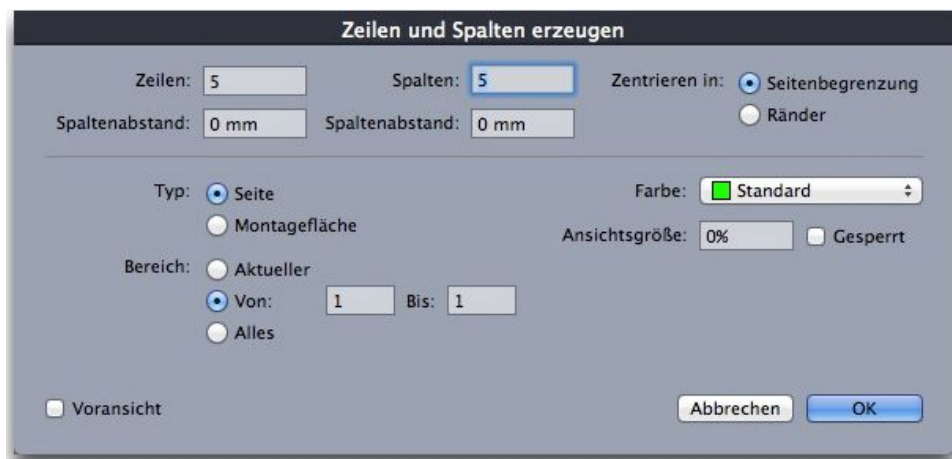 Zeilen und Spalten erzeugen
Zeilen: 5 Spalten: 5 Zentrieren in: Seitenbegrenzung
Spaltenabstand: 0 mm Spaltenabstand: 0 mm Ränder
Typ: Seite Farbe: Standard
Montagefläche Ansichtsgröße: 0% Gesperrt
Bereich: Aktueller
Von: 1 Bis: 1
Alles
Voransicht Abbrechen OK